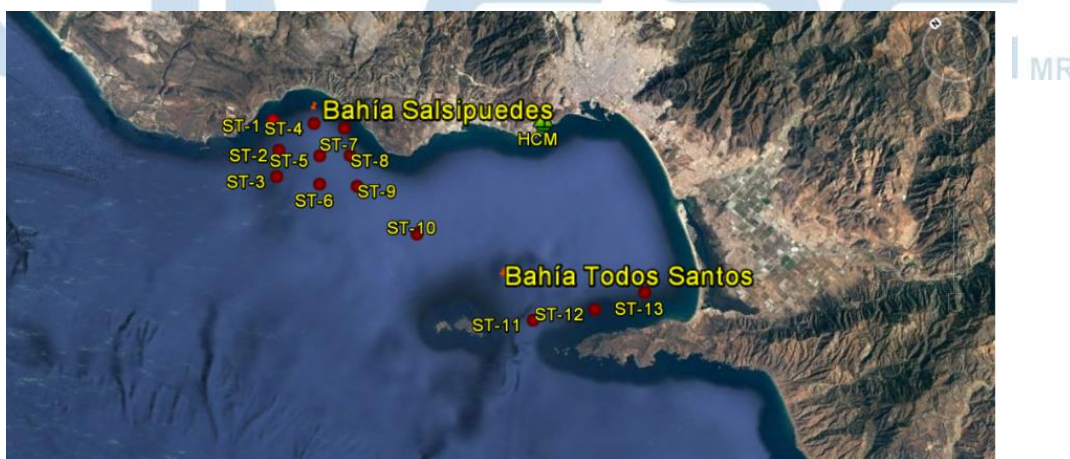 MR
Bahía Salsipuedes
ST-1
ST-4
HCM
ST-7
ST-2
ST-5
ST-8
ST-3
ST-6
ST-9
ST-10
Bahía Todos Santos
ST-11
ST-12
ST-13